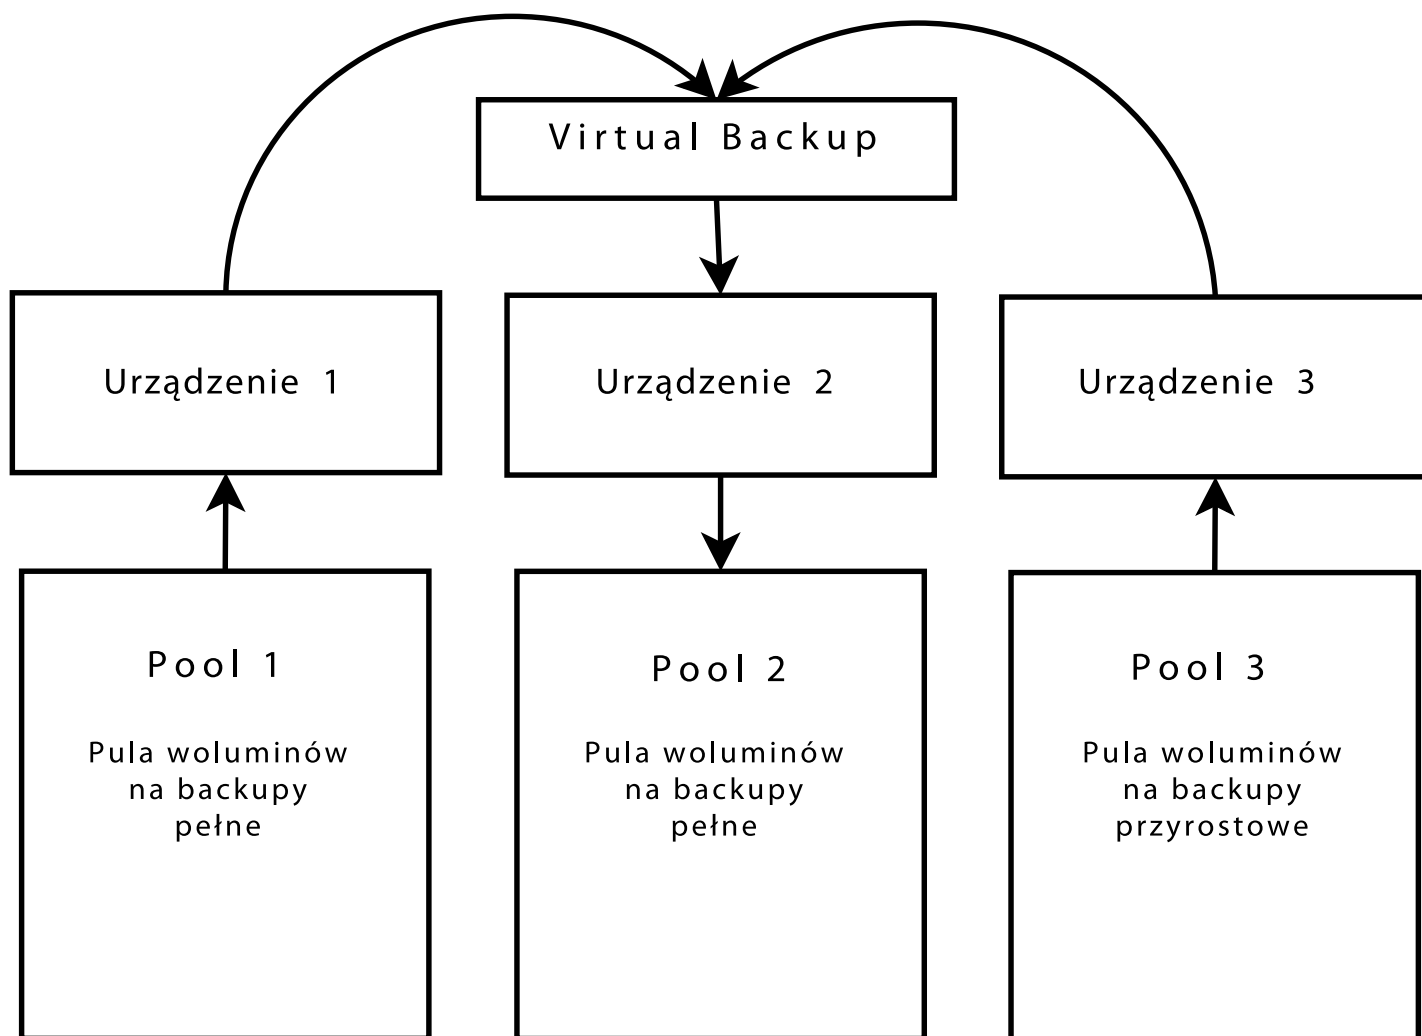 Virtual Backup
Urządzenie 1
Urządzenie 2
Urządzenie 3
Pool 1
Pula woluminów
na backupy
pełne
Pool 2
Pula woluminów
na backupy
pełne
Pool 3
Pula woluminów
na backupy
przyrostowe